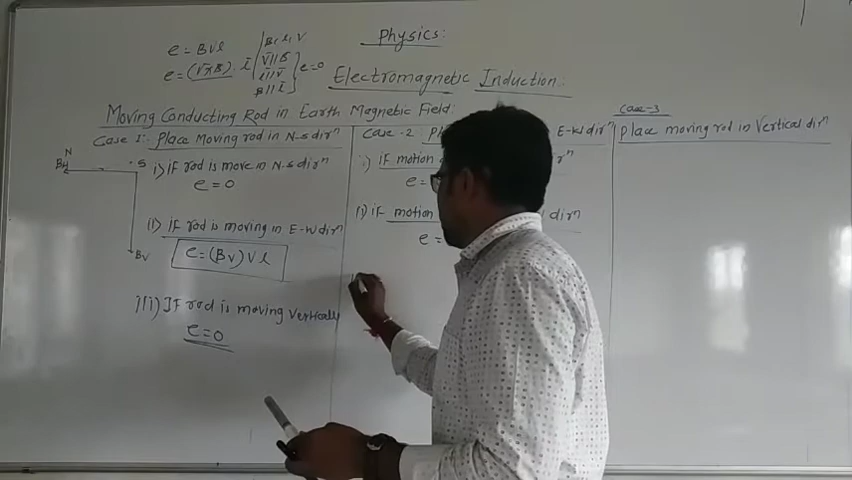 Physics:
e = Bvl
e = (v̄×B̄) . l̄
B, l, V
v̄ || B̄
l̄ || v̄
B || l̄
e=0
Electromagnetic Induction:
Moving Conducting Rod in Earth Magnetic Field:
Case I: Place Moving rod in N-S dirⁿ
N
BH
S
BV
i) if rod is move in N-S dirⁿ
e = 0
(ii) if rod is moving in E-W dirⁿ
e = (Bv) V l
iii) If rod is moving vertically
e = 0
Case-2:
E-W dirⁿ
i) if motion
rⁿ
e =
(i) if motion
dirⁿ
e =
Case-3
Place moving rod in Vertical dirⁿ